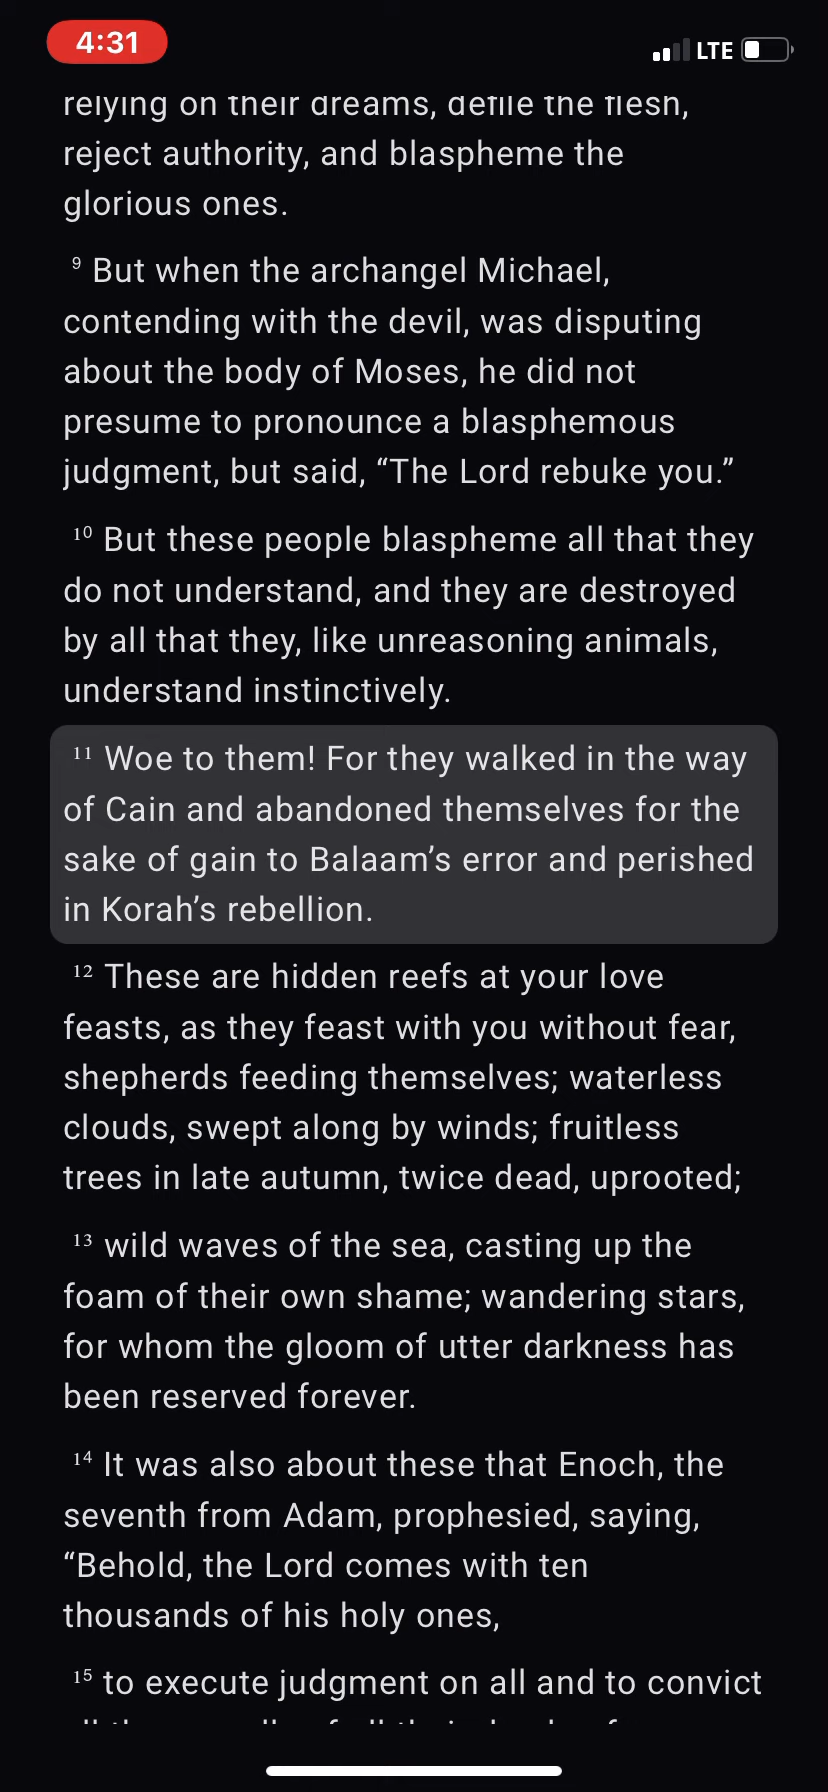 4:31
LTE
relying on their dreams, defile the flesh,
reject authority, and blaspheme the
glorious ones.
9 But when the archangel Michael,
contending with the devil, was disputing
about the body of Moses, he did not
presume to pronounce a blasphemous
judgment, but said, “The Lord rebuke you.”
10 But these people blaspheme all that they
do not understand, and they are destroyed
by all that they, like unreasoning animals,
understand instinctively.
11 Woe to them! For they walked in the way
of Cain and abandoned themselves for the
sake of gain to Balaam’s error and perished
in Korah’s rebellion.
12 These are hidden reefs at your love
feasts, as they feast with you without fear,
shepherds feeding themselves; waterless
clouds, swept along by winds; fruitless
trees in late autumn, twice dead, uprooted;
13 wild waves of the sea, casting up the
foam of their own shame; wandering stars,
for whom the gloom of utter darkness has
been reserved forever.
14 It was also about these that Enoch, the
seventh from Adam, prophesied, saying,
“Behold, the Lord comes with ten
thousands of his holy ones,
15 to execute judgment on all and to convict